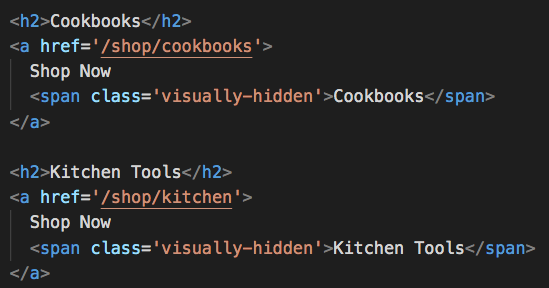 <h2>Cookbooks</h2>
<a href='/shop/cookbooks'>
Shop Now
<span class='visually-hidden'>Cookbooks</span>
</a>
<h2>Kitchen Tools</h2>
<a href='/shop/kitchen'>
Shop Now
<span class='visually-hidden'>Kitchen Tools</span>
</a>